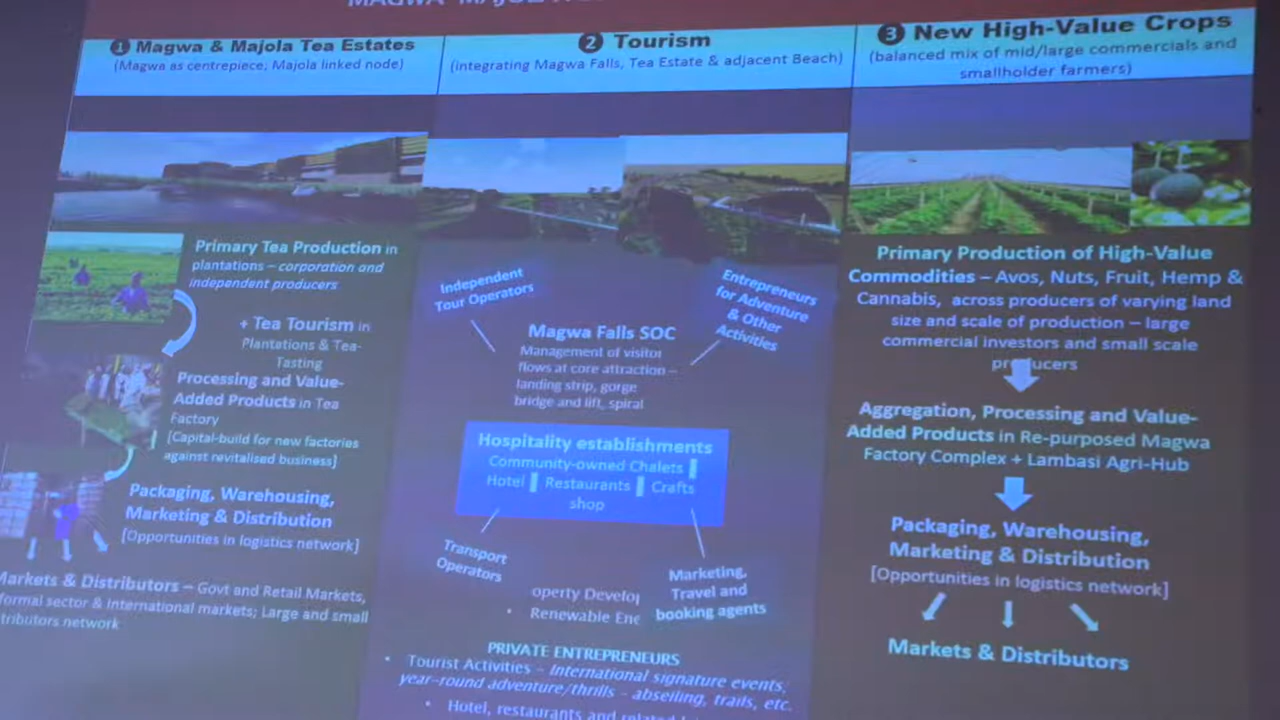 MAGWA MAJOLA
❶ Magwa & Majola Tea Estates
(Magwa as centrepiece; Majola linked node)
Primary Tea Production in
plantations – corporation and
independent producers
+ Tea Tourism in
Plantations & Tea-
Tasting
Processing and Value-
Added Products in Tea
Factory
[Capital-build for new factories
against revitalised business]
Packaging, Warehousing,
Marketing & Distribution
[Opportunities in logistics network]
Markets & Distributors – Govt and Retail Markets,
formal sector & International markets; Large and small
tributors network
❷ Tourism
(integrating Magwa Falls, Tea Estate & adjacent Beach)
Independent
Tour Operators
Entrepreneurs
for Adventure
& Other
Activities
Magwa Falls SOC
Management of visitor
flows at core attraction –
landing strip, gorge
bridge and lift, spiral
Hospitality establishments
Community-owned Chalets ▌
Hotel ▌ Restaurants ▌ Crafts
shop
Transport
Operators
Marketing,
Travel and
booking agents
operty Develop
• Renewable Ene
PRIVATE ENTREPRENEURS
• Tourist Activities – International signature events,
year-round adventure/thrills – abseiling, trails, etc.
• Hotel, restaurants and related
❸ New High-Value Crops
(balanced mix of mid/large commercials and
smallholder farmers)
Primary Production of High-Value
Commodities – Avos, Nuts, Fruit, Hemp &
Cannabis, across producers of varying land
size and scale of production – large
commercial investors and small scale
producers
Aggregation, Processing and Value-
Added Products in Re-purposed Magwa
Factory Complex + Lambasi Agri-Hub
Packaging, Warehousing,
Marketing & Distribution
[Opportunities in logistics network]
Markets & Distributors